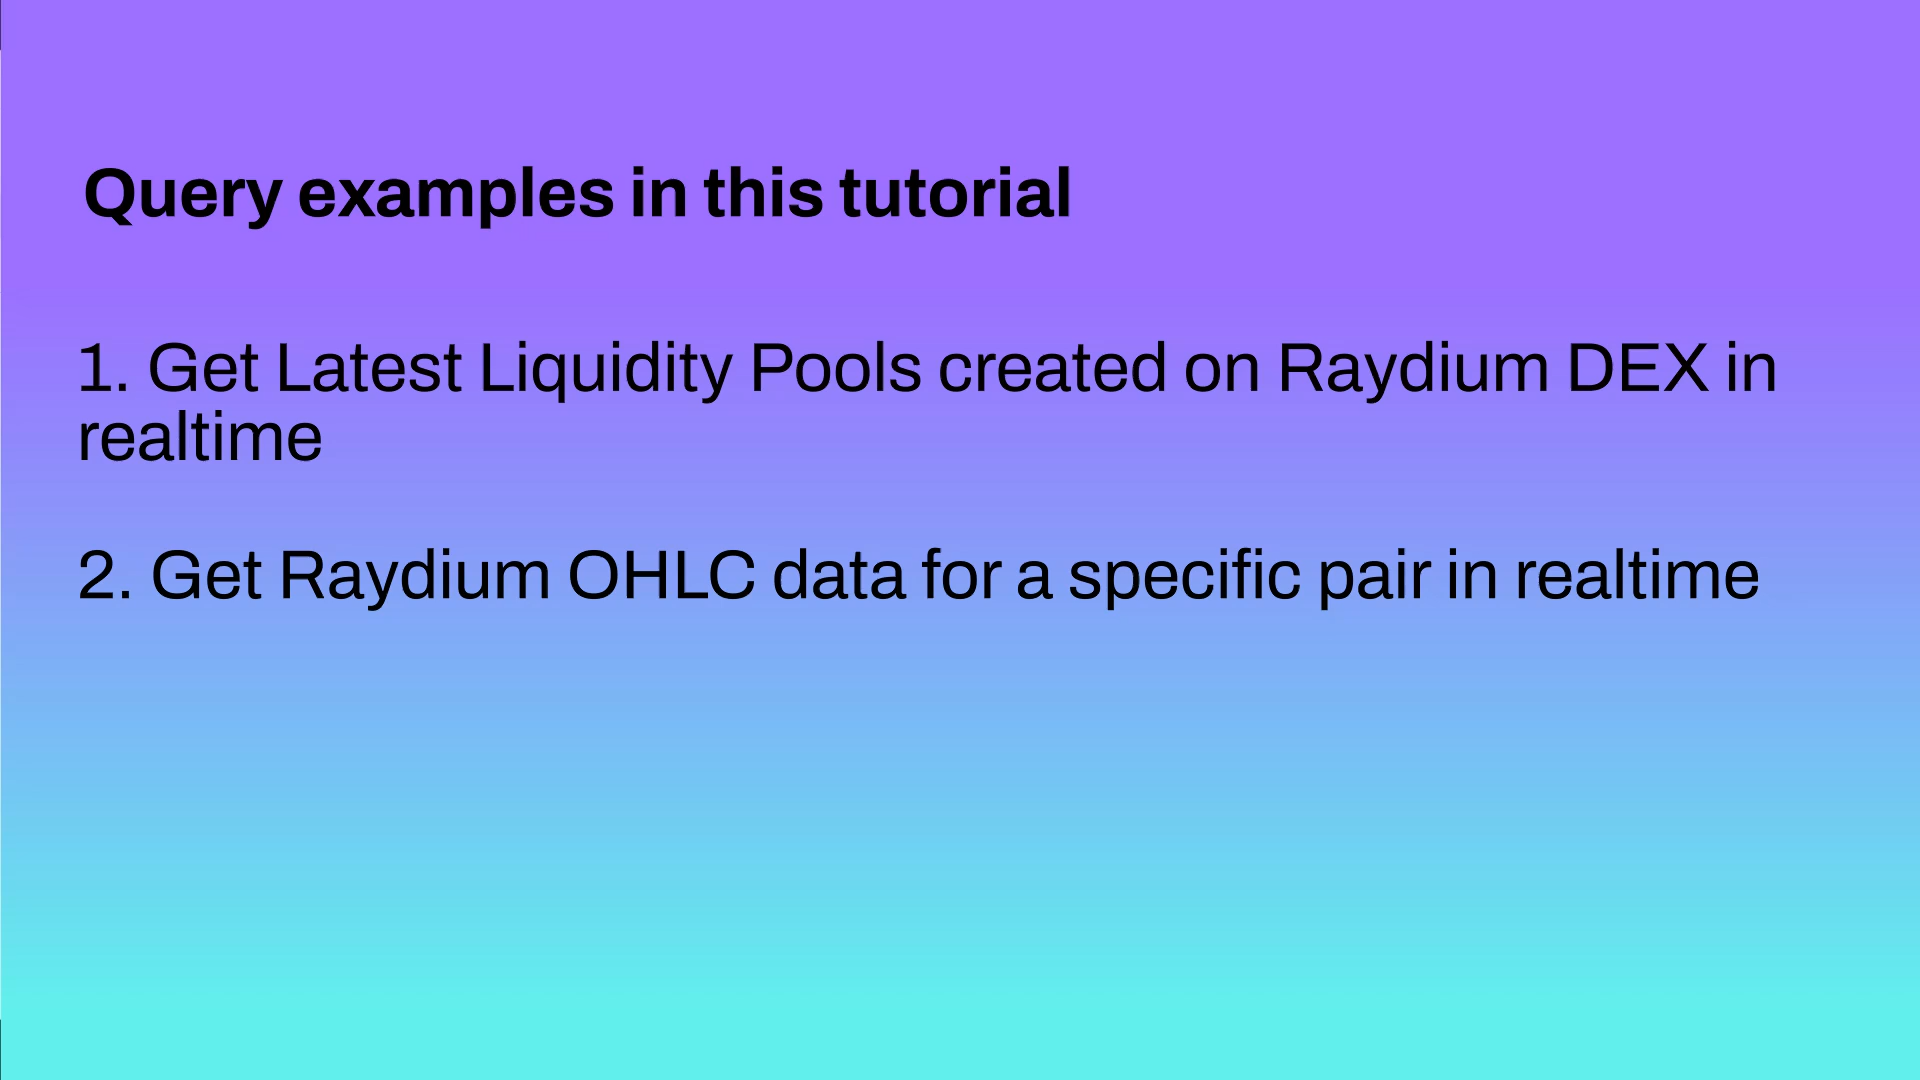 Query examples in this tutorial
1. Get Latest Liquidity Pools created on Raydium DEX in
realtime
2. Get Raydium OHLC data for a specific pair in realtime